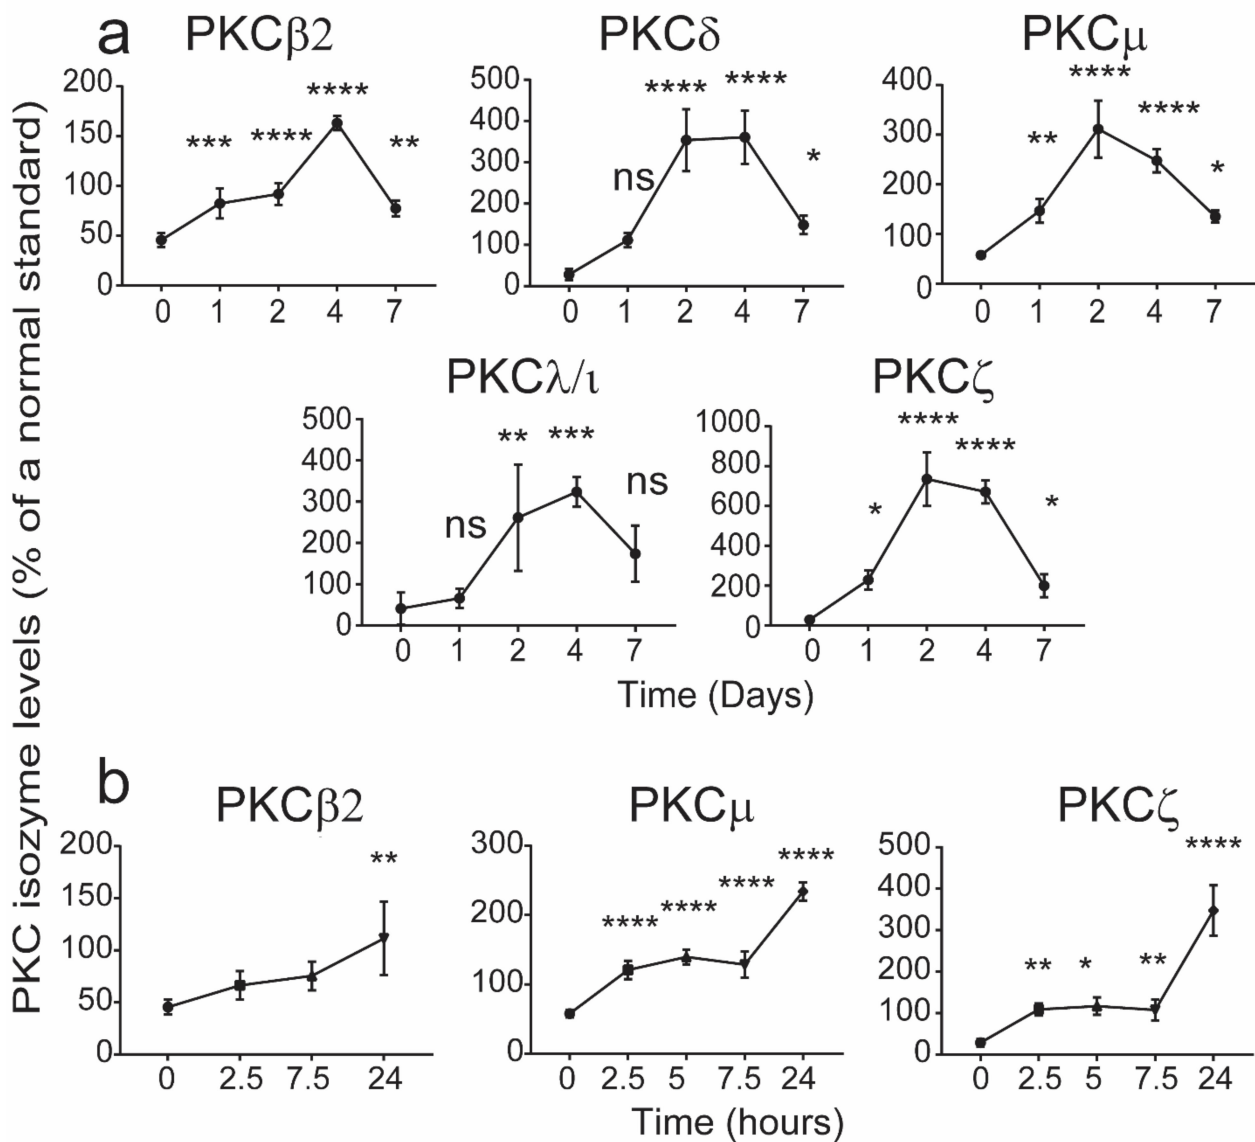 a
PKC isozyme levels (% of a normal standard)
PKCβ2
200
150
100
50
0
*** **** **** **
0 1 2 4 7
PKCδ
500
400
300
200
100
0
ns **** **** *
0 1 2 4 7
PKCμ
400
300
200
100
0
** **** **** *
0 1 2 4 7
PKCλ/ι
500
400
300
200
100
0
ns ** *** ns
0 1 2 4 7
PKCζ
1000
800
600
400
200
0
* **** **** *
0 1 2 4 7
Time (Days)
b
PKCβ2
200
150
100
50
0
**
0 2.5 7.5 24
PKCμ
300
200
100
0
**** **** **** ****
0 2.5 5 7.5 24
PKCζ
500
400
300
200
100
0
** * ** ****
0 2.5 5 7.5 24
Time (hours)